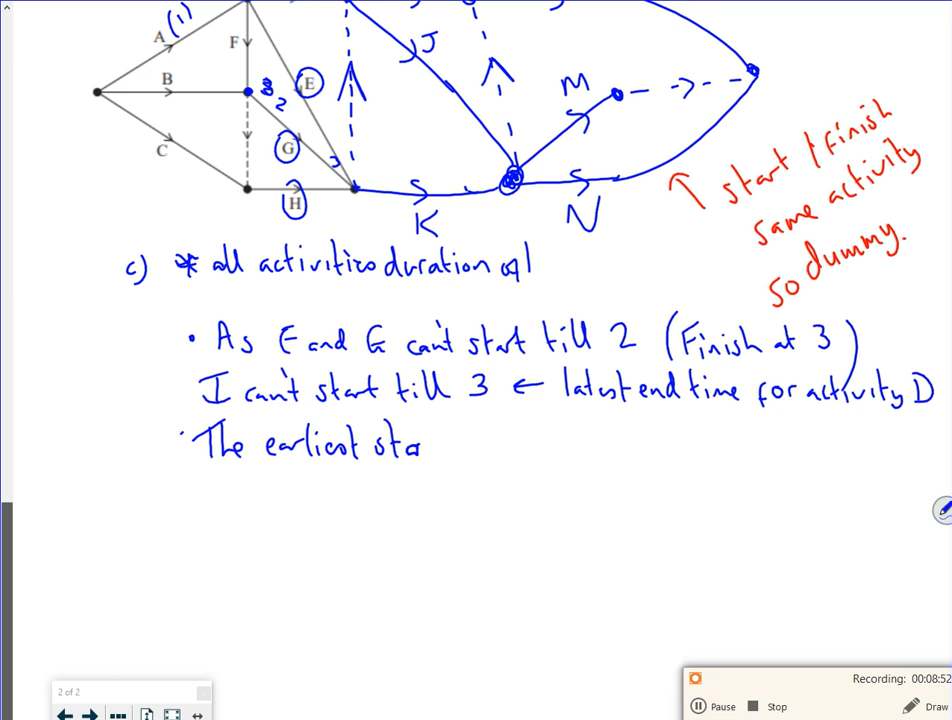 A (1)
F
J
B
3
2
E
M
G
C
H
K
N
↑ start / finish
same activity
so dummy.
c) * all activities duration of 1
• As E and G can't start till 2 (Finish at 3)
I can't start till 3 ← latest end time for activity D
The earliest sta
2 of 2
Recording: 00:08:52
Pause Stop Draw